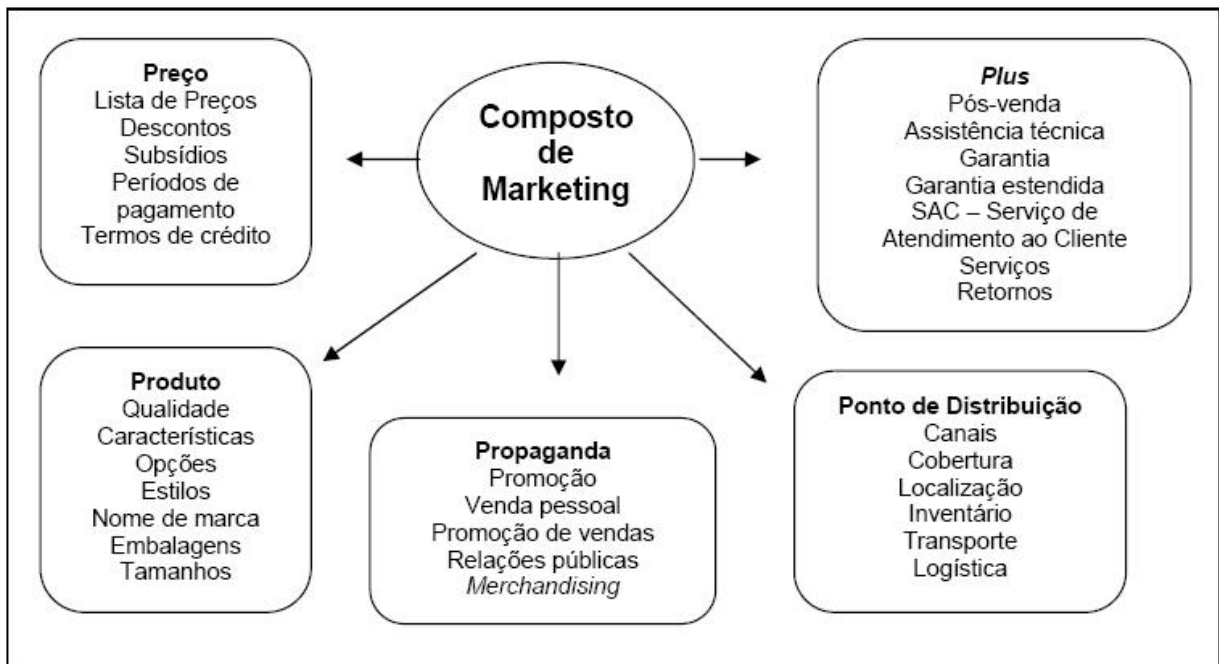 Composto
de
Marketing
Preço
Lista de Preços
Descontos
Subsídios
Períodos de
pagamento
Termos de crédito
Plus
Pós-venda
Assistência técnica
Garantia
Garantia estendida
SAC – Serviço de
Atendimento ao Cliente
Serviços
Retornos
Produto
Qualidade
Características
Opções
Estilos
Nome de marca
Embalagens
Tamanhos
Propaganda
Promoção
Venda pessoal
Promoção de vendas
Relações públicas
Merchandising
Ponto de Distribuição
Canais
Cobertura
Localização
Inventário
Transporte
Logística